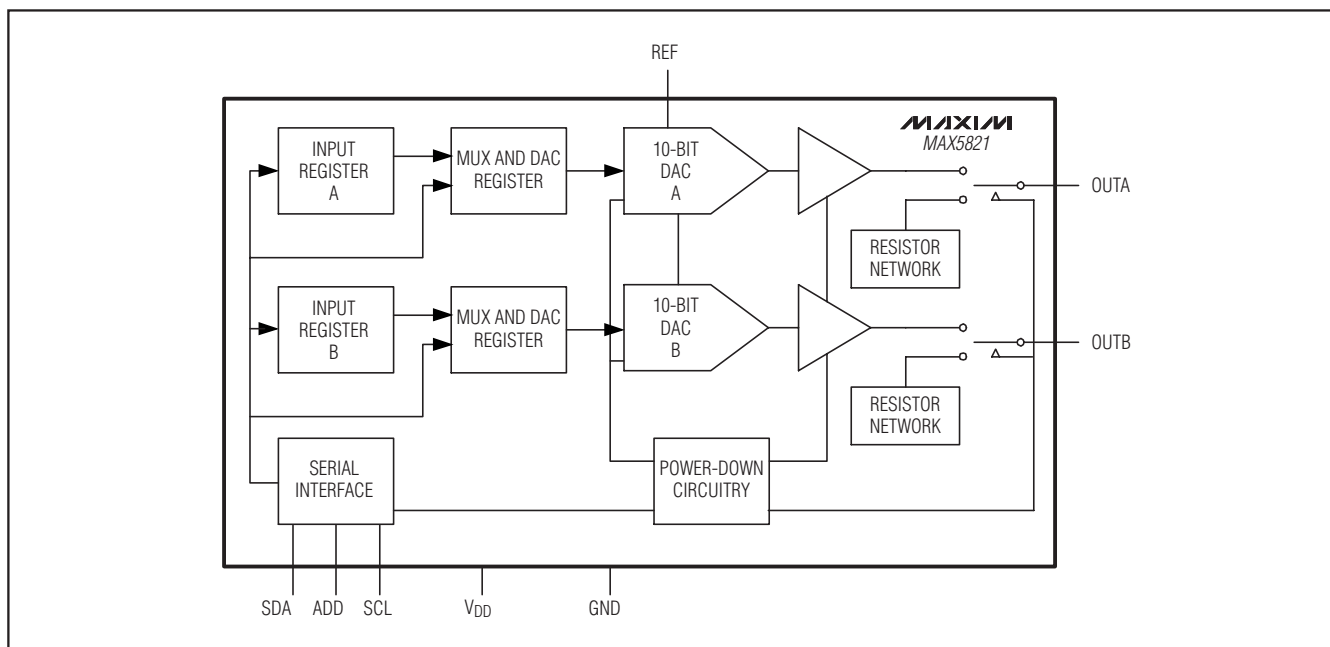 REF
MAXIM
MAX5821
INPUT
REGISTER
A
MUX AND DAC
REGISTER
10-BIT
DAC
A
OUTA
RESISTOR
NETWORK
INPUT
REGISTER
B
MUX AND DAC
REGISTER
10-BIT
DAC
B
OUTB
RESISTOR
NETWORK
SERIAL
INTERFACE
POWER-DOWN
CIRCUITRY
SDA ADD SCL VDD GND